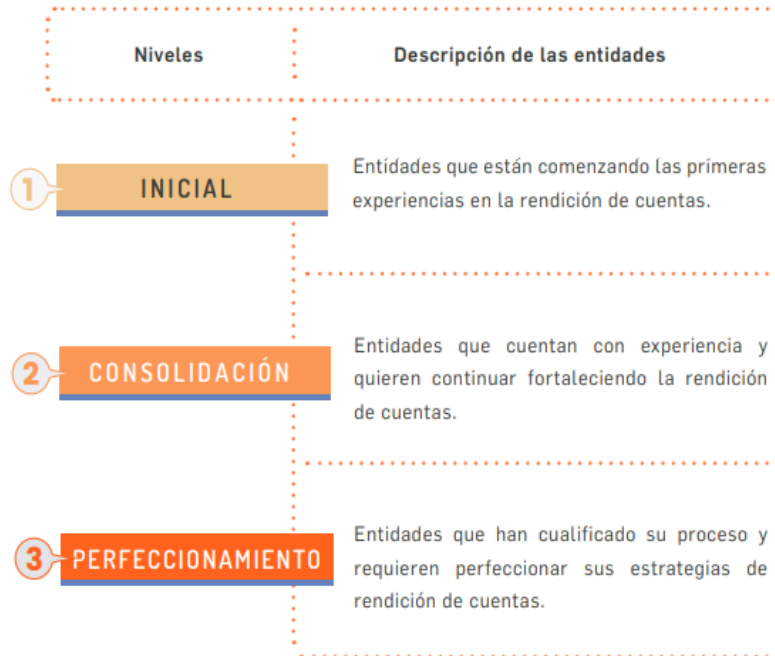 Niveles
Descripción de las entidades
1
INICIAL
Entidades que están comenzando las primeras
experiencias en la rendición de cuentas.
2
CONSOLIDACIÓN
Entidades que cuentan con experiencia y
quieren continuar fortaleciendo la rendición
de cuentas.
3
PERFECCIONAMIENTO
Entidades que han cualificado su proceso y
requieren perfeccionar sus estrategias de
rendición de cuentas.